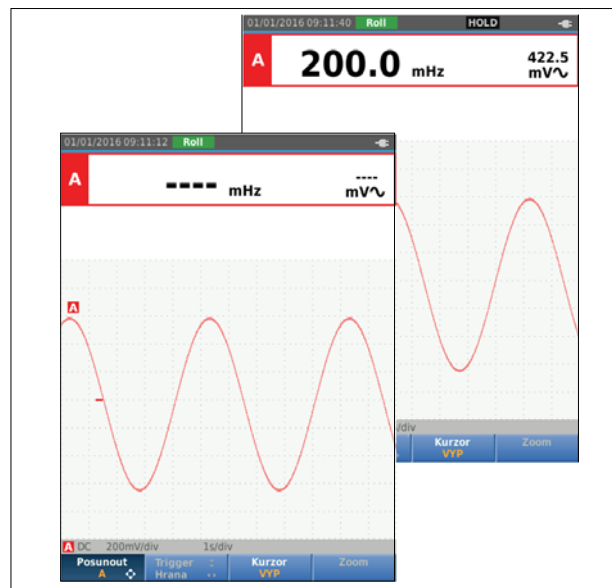 01/01/2016 09:11:40 Roll HOLD
A 200.0 mHz 422.5 mV
/div
Kurzor Zoom
VYP
01/01/2016 09:11:12 Roll
A ---- mHz ---- mV
A
A DC 200mV/div 1s/div
Posunout Trigger Kurzor Zoom
A Hrana VYP